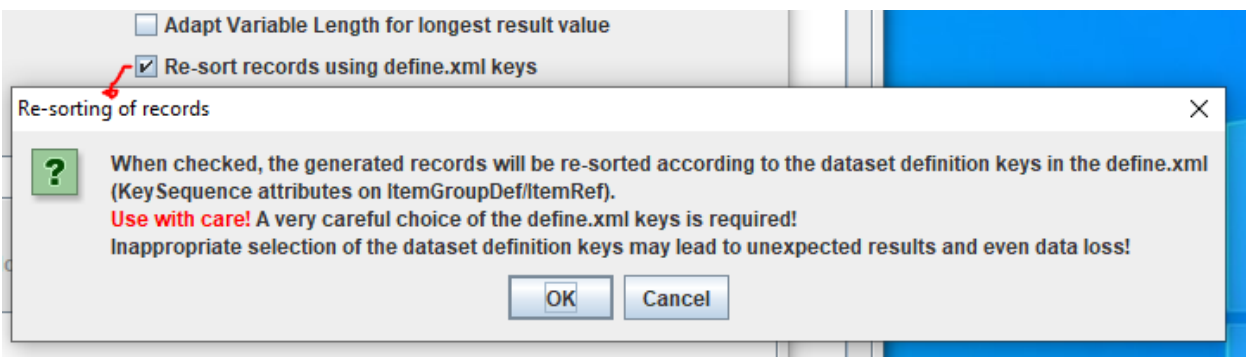 Adapt Variable Length for longest result value
Re-sort records using define.xml keys
Re-sorting of records
When checked, the generated records will be re-sorted according to the dataset definition keys in the define.xml
(KeySequence attributes on ItemGroupDef/ItemRef).
Use with care! A very careful choice of the define.xml keys is required!
Inappropriate selection of the dataset definition keys may lead to unexpected results and even data loss!
OK
Cancel